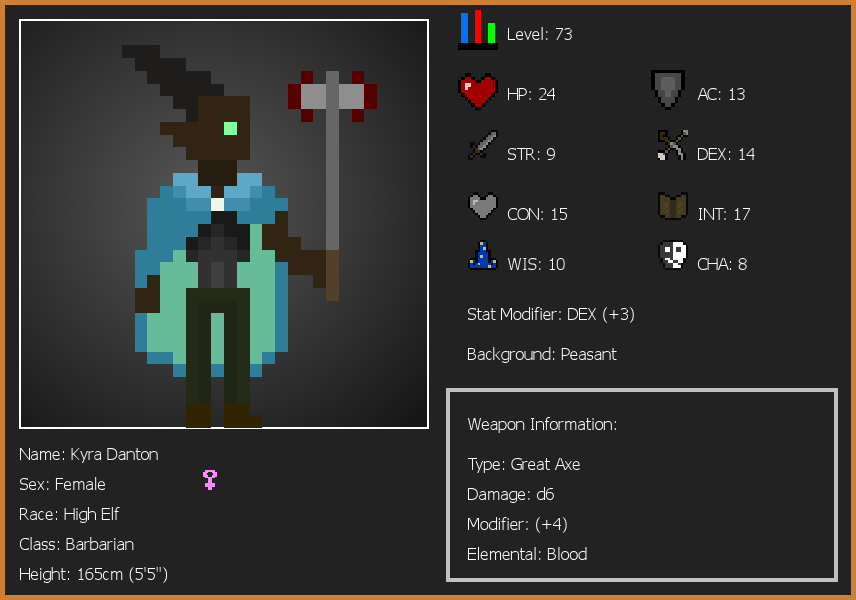 Level: 73
HP: 24
AC: 13
STR: 9
DEX: 14
CON: 15
INT: 17
WIS: 10
CHA: 8
Stat Modifier: DEX (+3)
Background: Peasant
Weapon Information:
Type: Great Axe
Damage: d6
Modifier: (+4)
Elemental: Blood
Name: Kyra Danton
Sex: Female
Race: High Elf
Class: Barbarian
Height: 165cm (5'5")